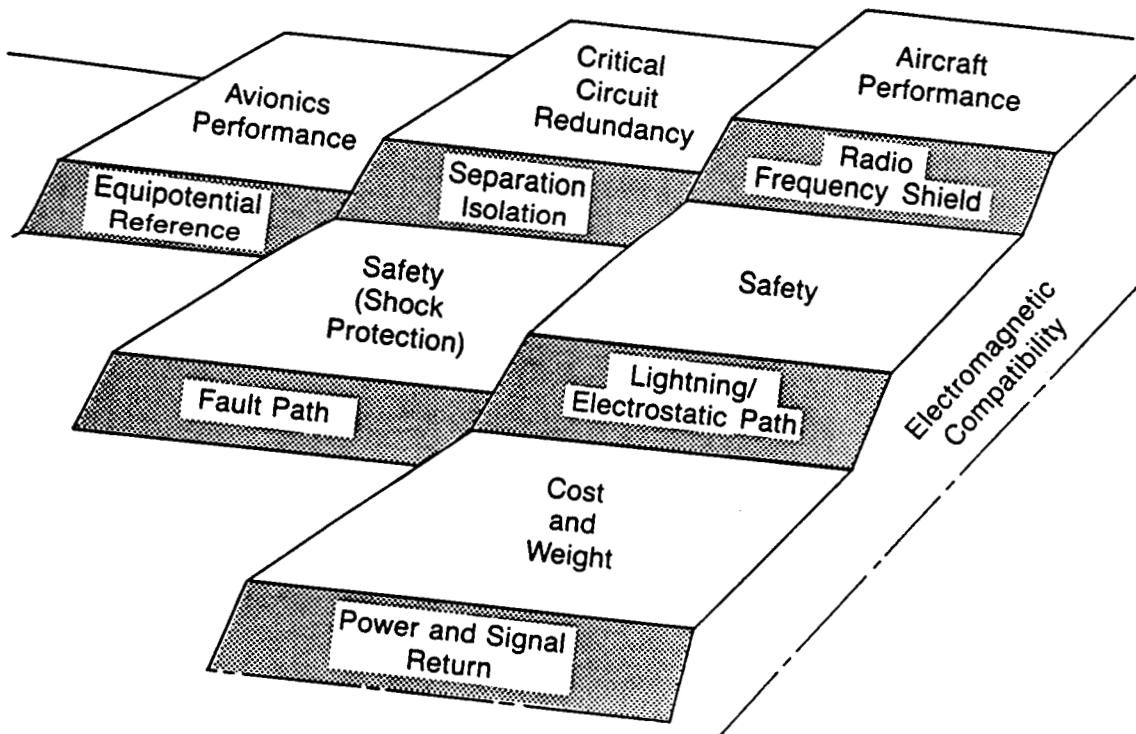 Avionics
Performance
Critical
Circuit
Redundancy
Aircraft
Performance
Equipotential
Reference
Separation
Isolation
Radio
Frequency Shield
Safety
(Shock
Protection)
Safety
Fault Path
Lightning/
Electrostatic Path
Electromagnetic
Compatibility
Cost
and
Weight
Power and Signal
Return